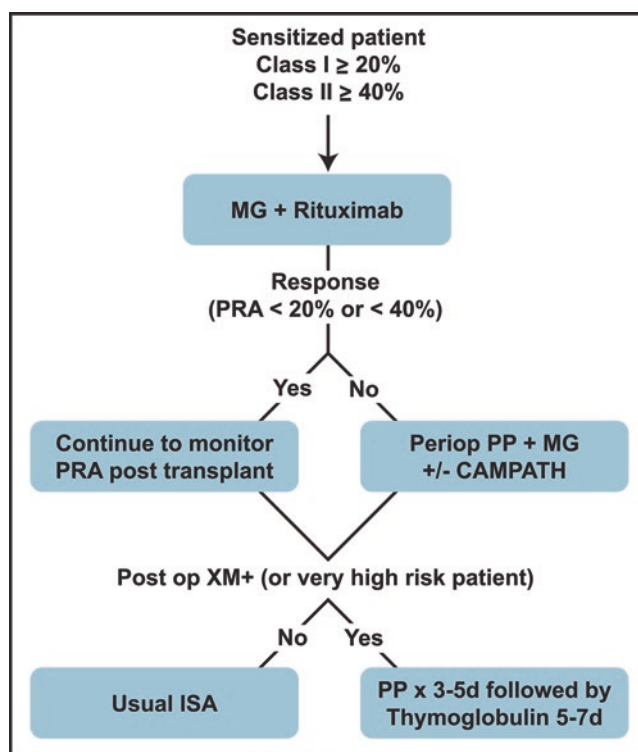 Sensitized patient
Class I ≥ 20%
Class II ≥ 40%
MG + Rituximab
Response
(PRA < 20% or < 40%)
Yes
No
Continue to monitor
PRA post transplant
Periop PP + MG
+/- CAMPATH
Post op XM+ (or very high risk patient)
No
Yes
Usual ISA
PP x 3-5d followed by
Thymoglobulin 5-7d